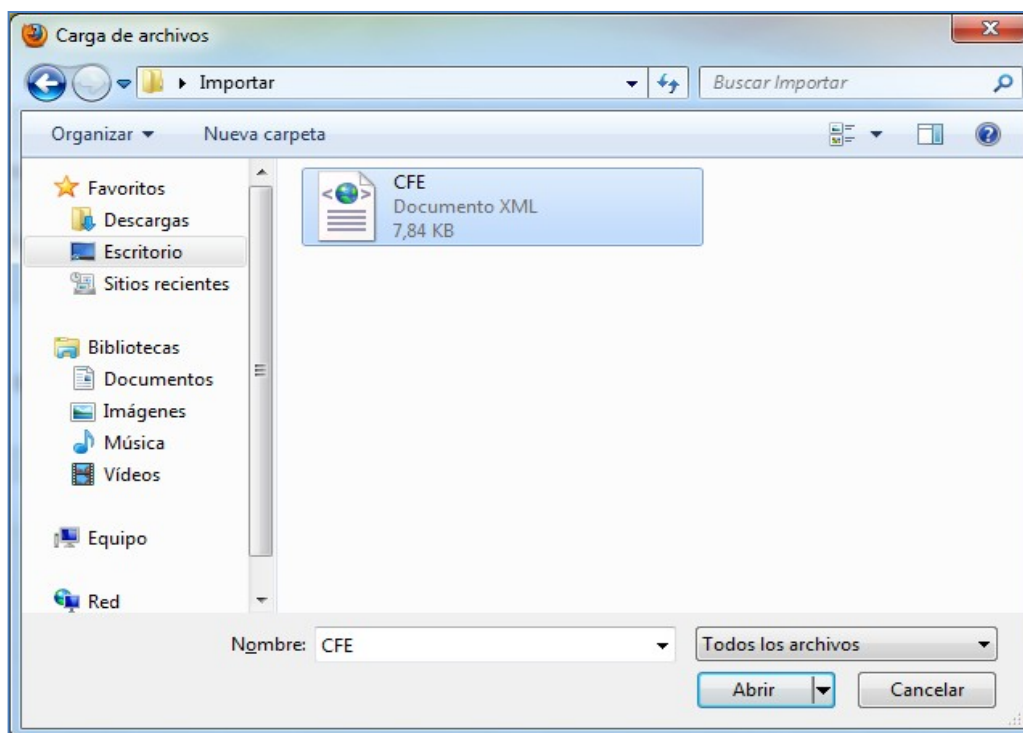 Carga de archivos
Importar
Buscar Importar
Organizar
Nueva carpeta
Favoritos
Descargas
Escritorio
Sitios recientes
Bibliotecas
Documentos
Imágenes
Música
Vídeos
Equipo
Red
CFE
Documento XML
7,84 KB
Nombre: CFE
Todos los archivos
Abrir
Cancelar